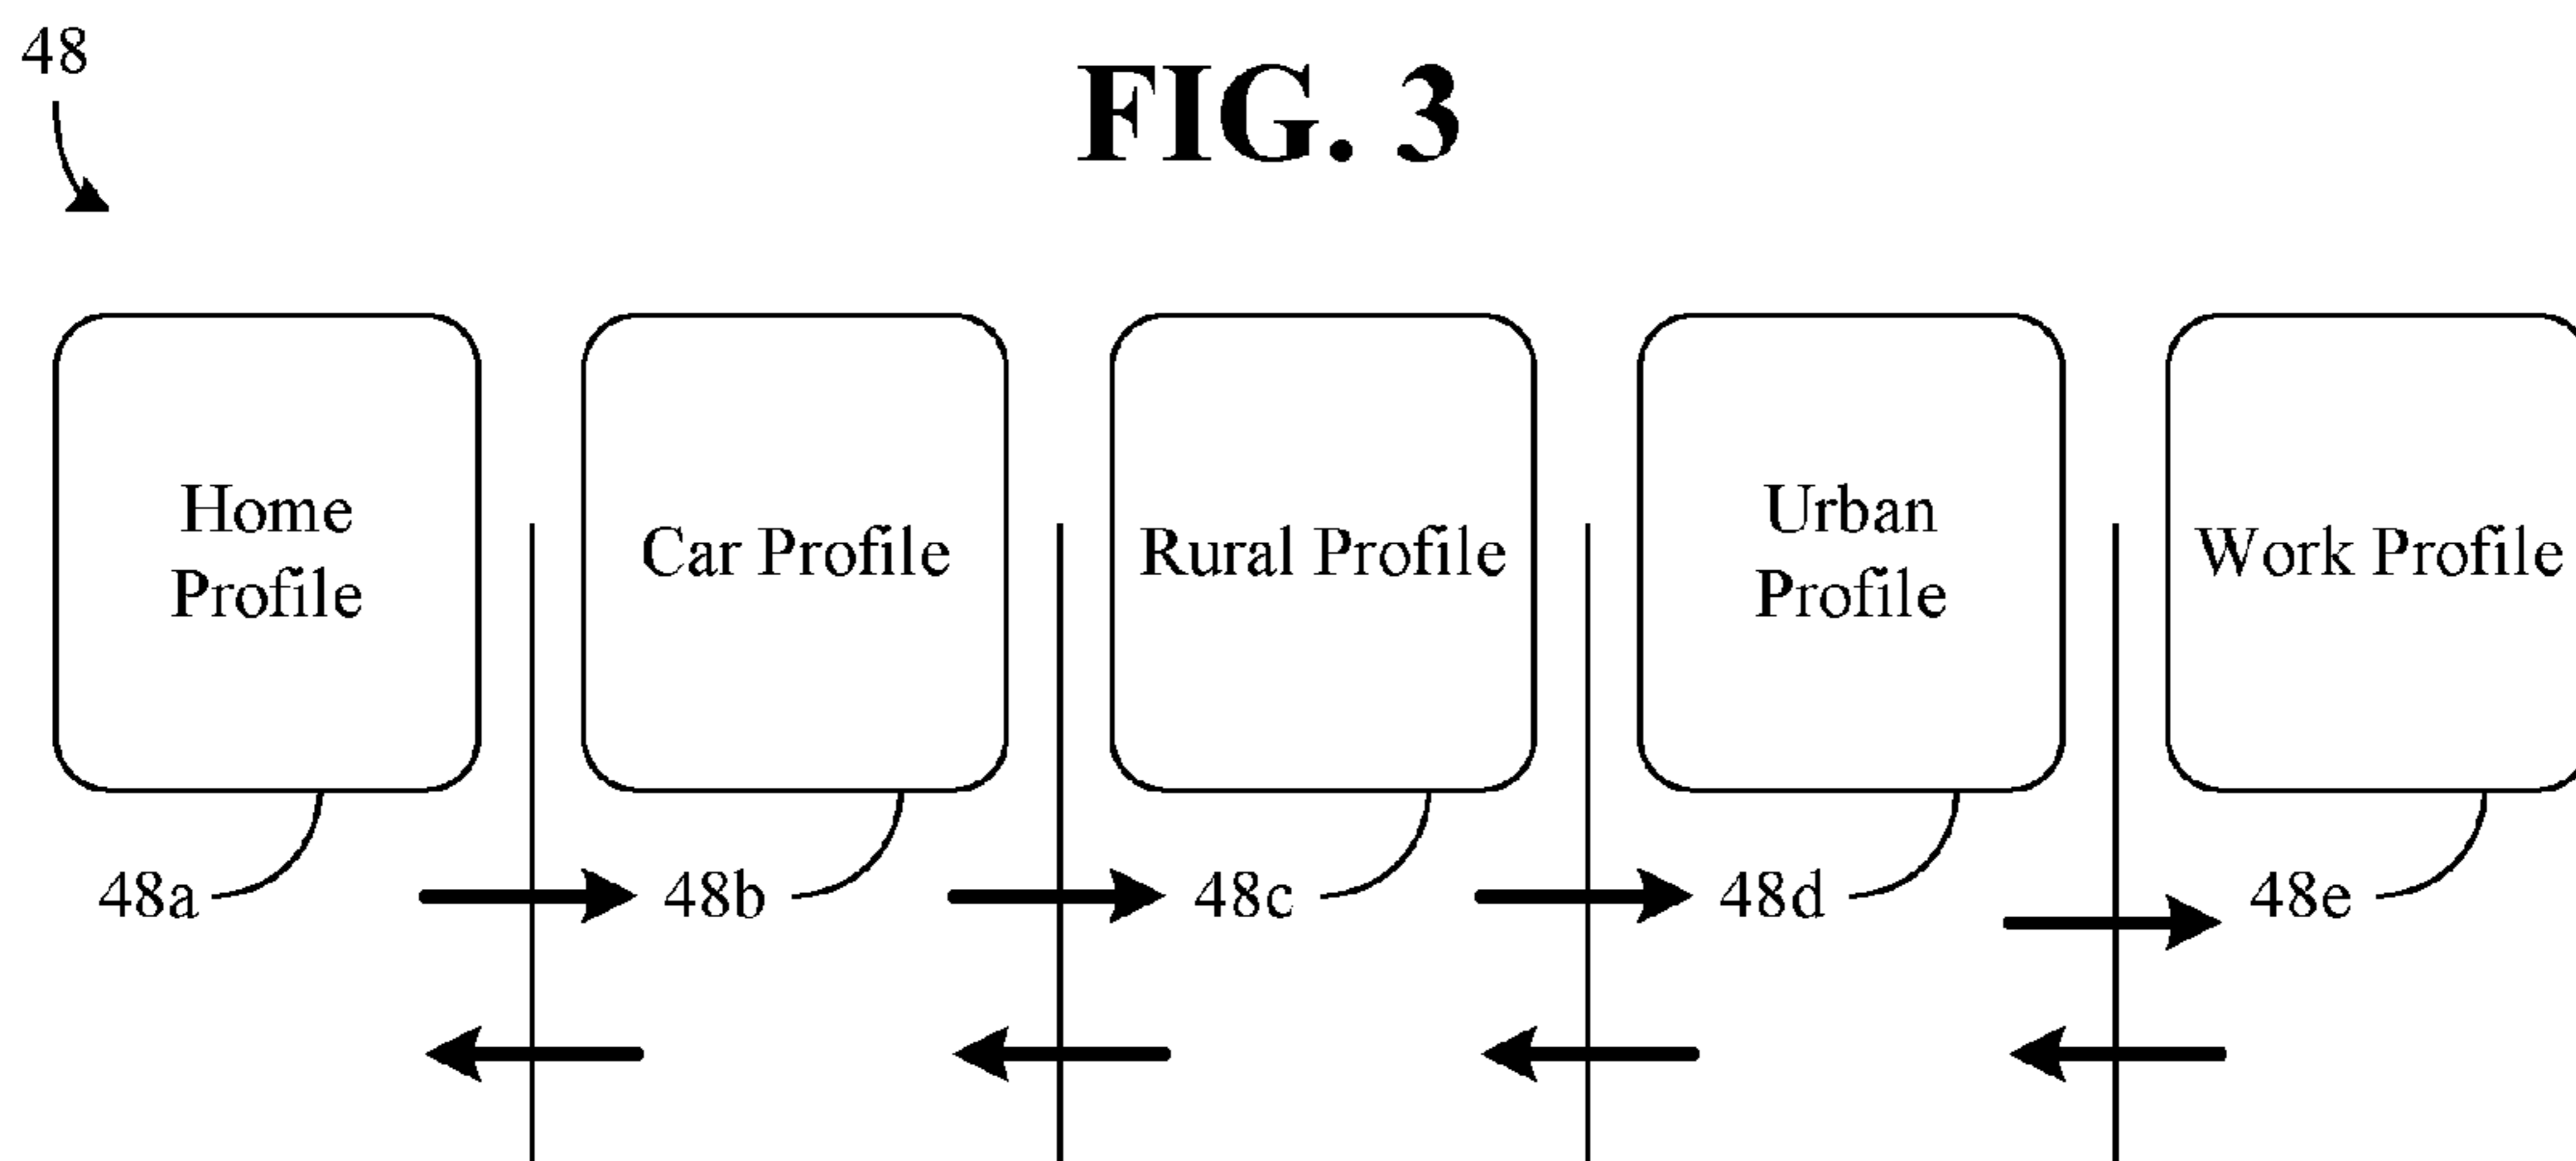 48
FIG. 3
Home
Profile
Car Profile
Rural Profile
Urban
Profile
Work Profile
48a
48b
48c
48d
48e